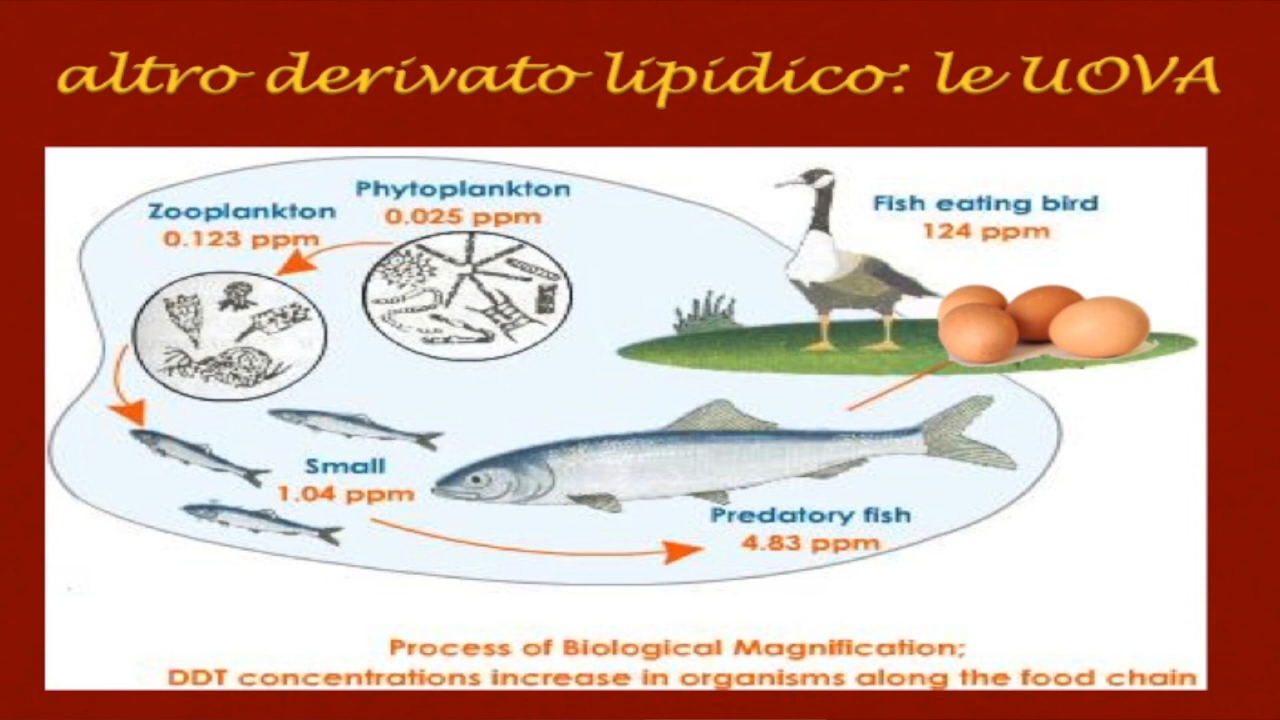 altro derivato lipidico: le UOVA
Phytoplankton
0.025 ppm
Zooplankton
0.123 ppm
Fish eating bird
124 ppm
Small
1.04 ppm
Predatory fish
4.83 ppm
Process of Biological Magnification;
DDT concentrations increase in organisms along the food chain